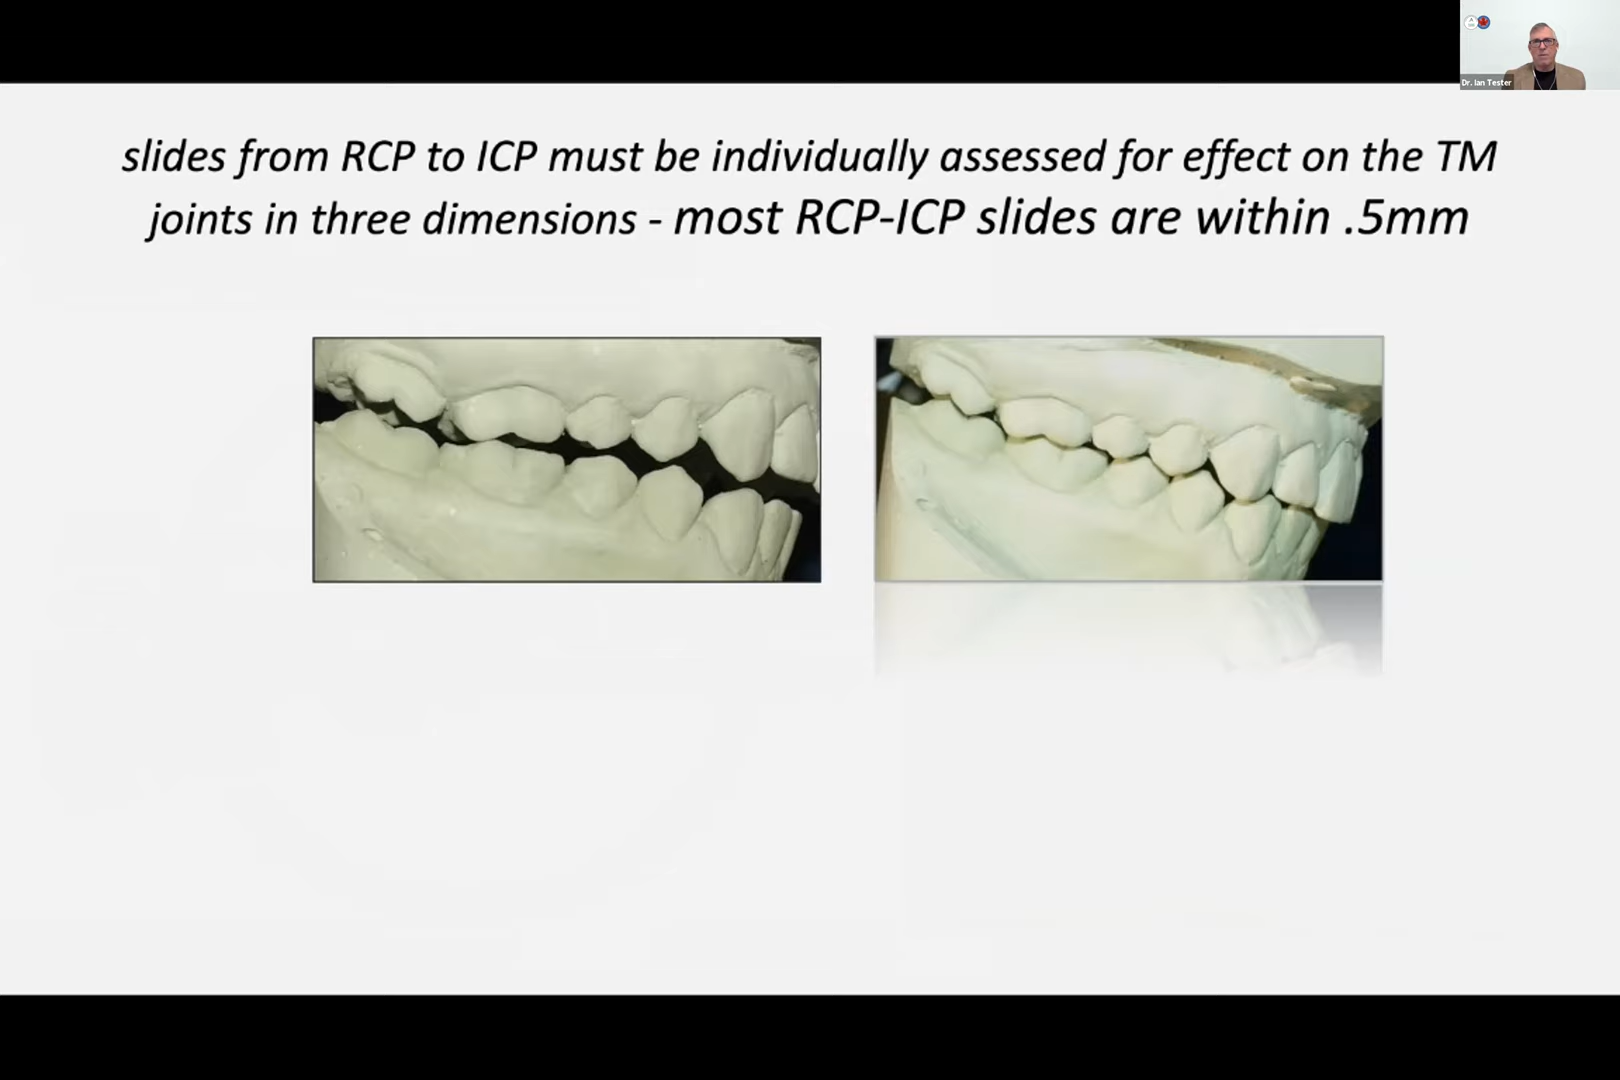 Dr. Ian Tester
slides from RCP to ICP must be individually assessed for effect on the TM
joints in three dimensions - most RCP-ICP slides are within .5mm